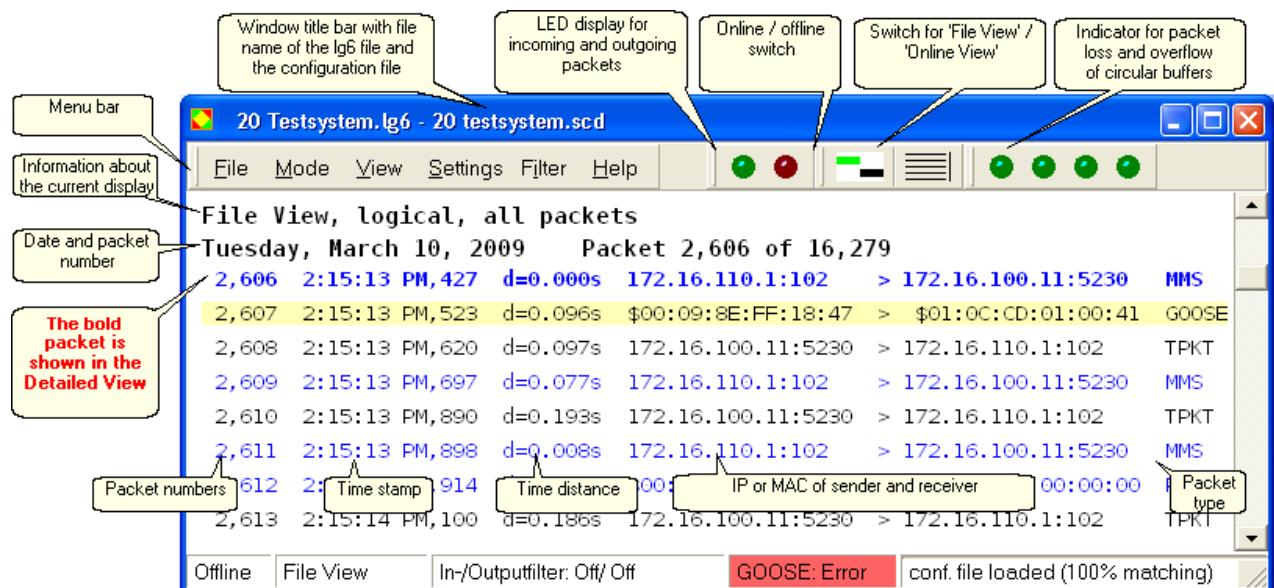 Window title bar with file
name of the lg6 file and
the configuration file
LED display for
incoming and outgoing
packets
Online / offline
switch
Switch for 'File View' /
'Online View'
Indicator for packet
loss and overflow
of circular buffers
Menu bar
20 Testsystem.lg6 - 20 testsystem.scd
File Mode View Settings Filter Help
Information about
the current display
File View, logical, all packets
Date and packet
number
Tuesday, March 10, 2009 Packet 2,606 of 16,279
2,606 2:15:13 PM,427 d=0.000s 172.16.110.1:102 > 172.16.100.11:5230 MMS
2,607 2:15:13 PM,523 d=0.096s $00:09:8E:FF:18:47 > $01:0C:CD:01:00:41 GOOSE
The bold
packet is
shown in the
Detailed View
2,608 2:15:13 PM,620 d=0.097s 172.16.100.11:5230 > 172.16.110.1:102 TPKT
2,609 2:15:13 PM,697 d=0.077s 172.16.110.1:102 > 172.16.100.11:5230 MMS
2,610 2:15:13 PM,890 d=0.193s 172.16.100.11:5230 > 172.16.110.1:102 TPKT
2,611 2:15:13 PM,898 d=0.008s 172.16.110.1:102 > 172.16.100.11:5230 MMS
Packet numbers
612
Time stamp
914
Time distance
IP or MAC of sender and receiver
00:00:00
Packet
type
2,613 2:15:14 PM,100 d=0.186s 172.16.100.11:5230 > 172.16.110.1:102 TPKT
Offline File View In-/Outputfilter: Off/ Off GOOSE: Error conf. file loaded (100% matching)